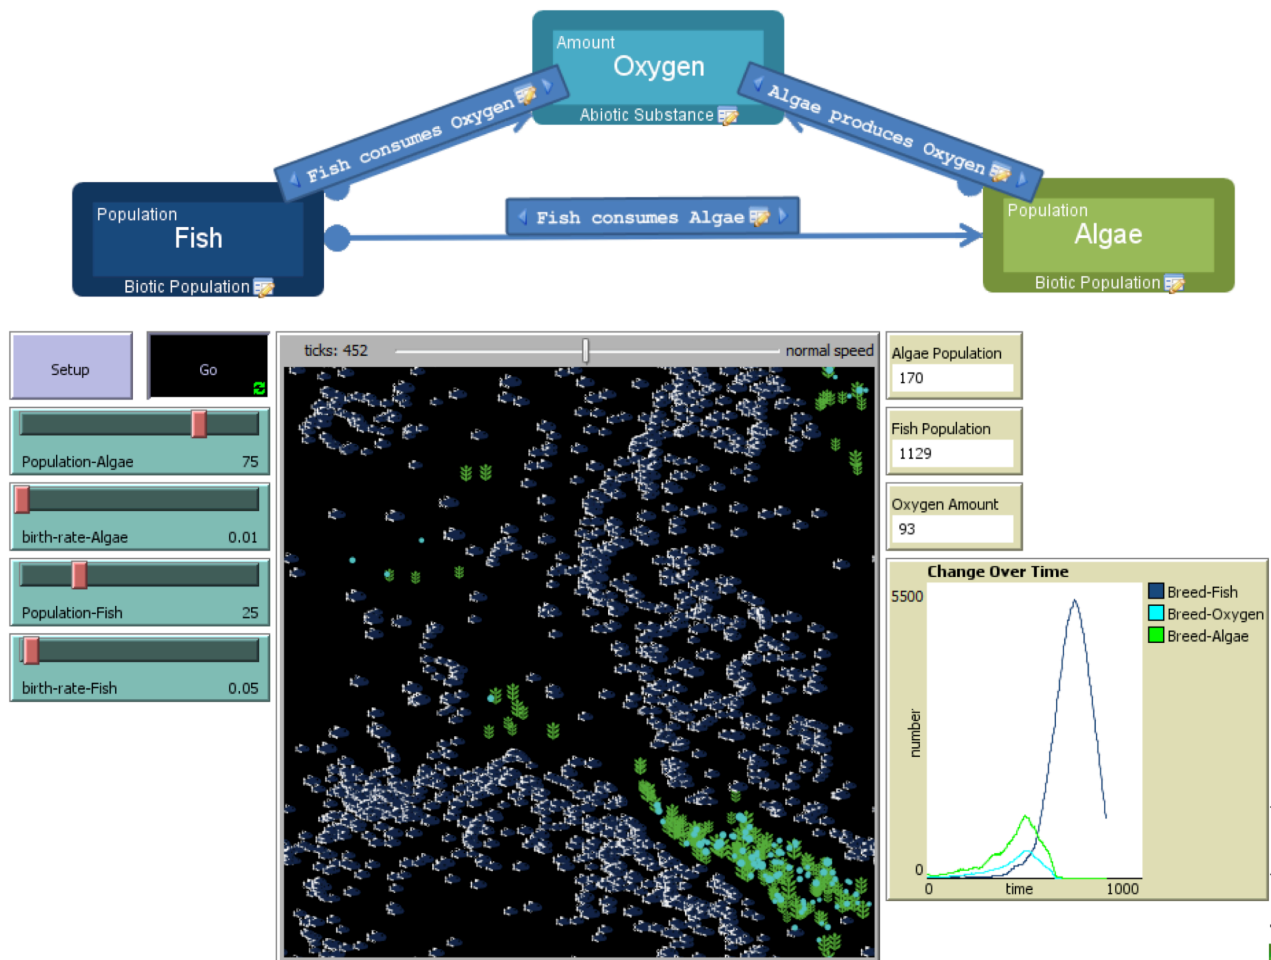 Amount
Oxygen
Abiotic Substance
Fish consumes Oxygen
Algae produces Oxygen
Population
Fish
Biotic Population
Fish consumes Algae
Population
Algae
Biotic Population
Setup
Go
ticks: 452
normal speed
Population-Algae 75
birth-rate-Algae 0.01
Population-Fish 25
birth-rate-Fish 0.05
Algae Population
170
Fish Population
1129
Oxygen Amount
93
Change Over Time
5500
number
0
0 time 1000
Breed-Fish
Breed-Oxygen
Breed-Algae